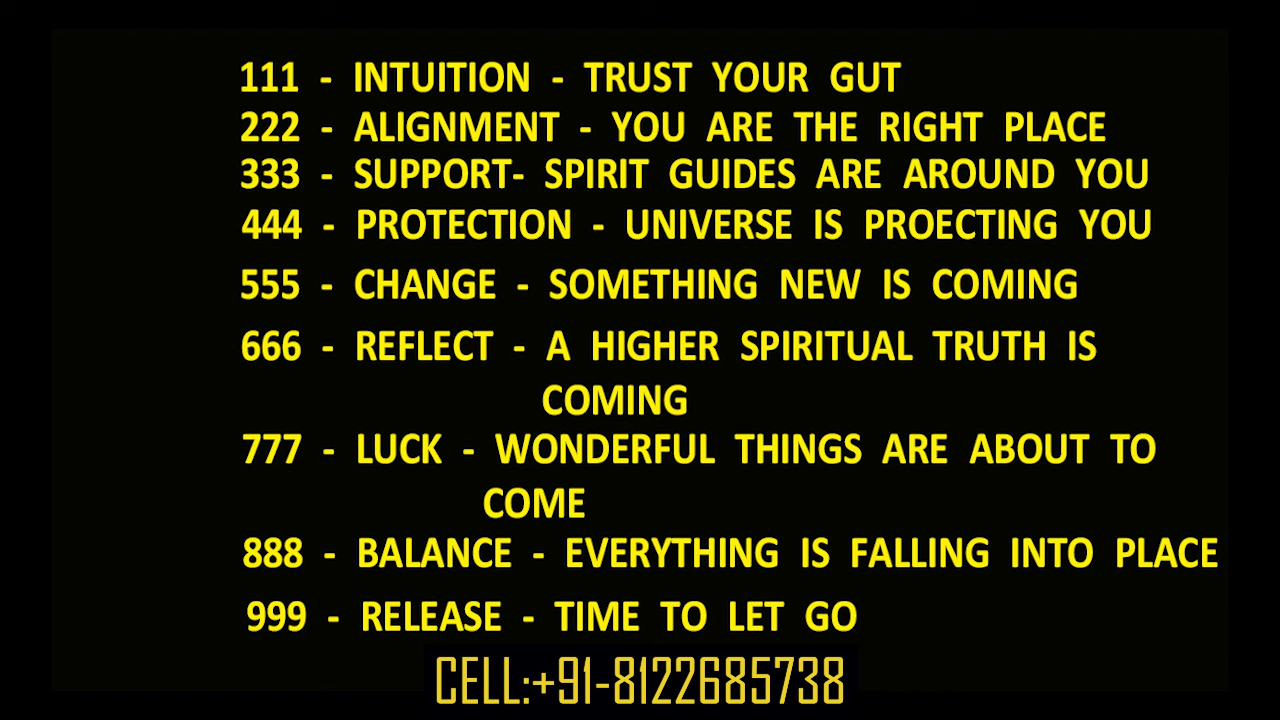 111 - INTUITION - TRUST YOUR GUT
222 - ALIGNMENT - YOU ARE THE RIGHT PLACE
333 - SUPPORT- SPIRIT GUIDES ARE AROUND YOU
444 - PROTECTION - UNIVERSE IS PROECTING YOU
555 - CHANGE - SOMETHING NEW IS COMING
666 - REFLECT - A HIGHER SPIRITUAL TRUTH IS
COMING
777 - LUCK - WONDERFUL THINGS ARE ABOUT TO
COME
888 - BALANCE - EVERYTHING IS FALLING INTO PLACE
999 - RELEASE - TIME TO LET GO
CELL:+91-8122685738